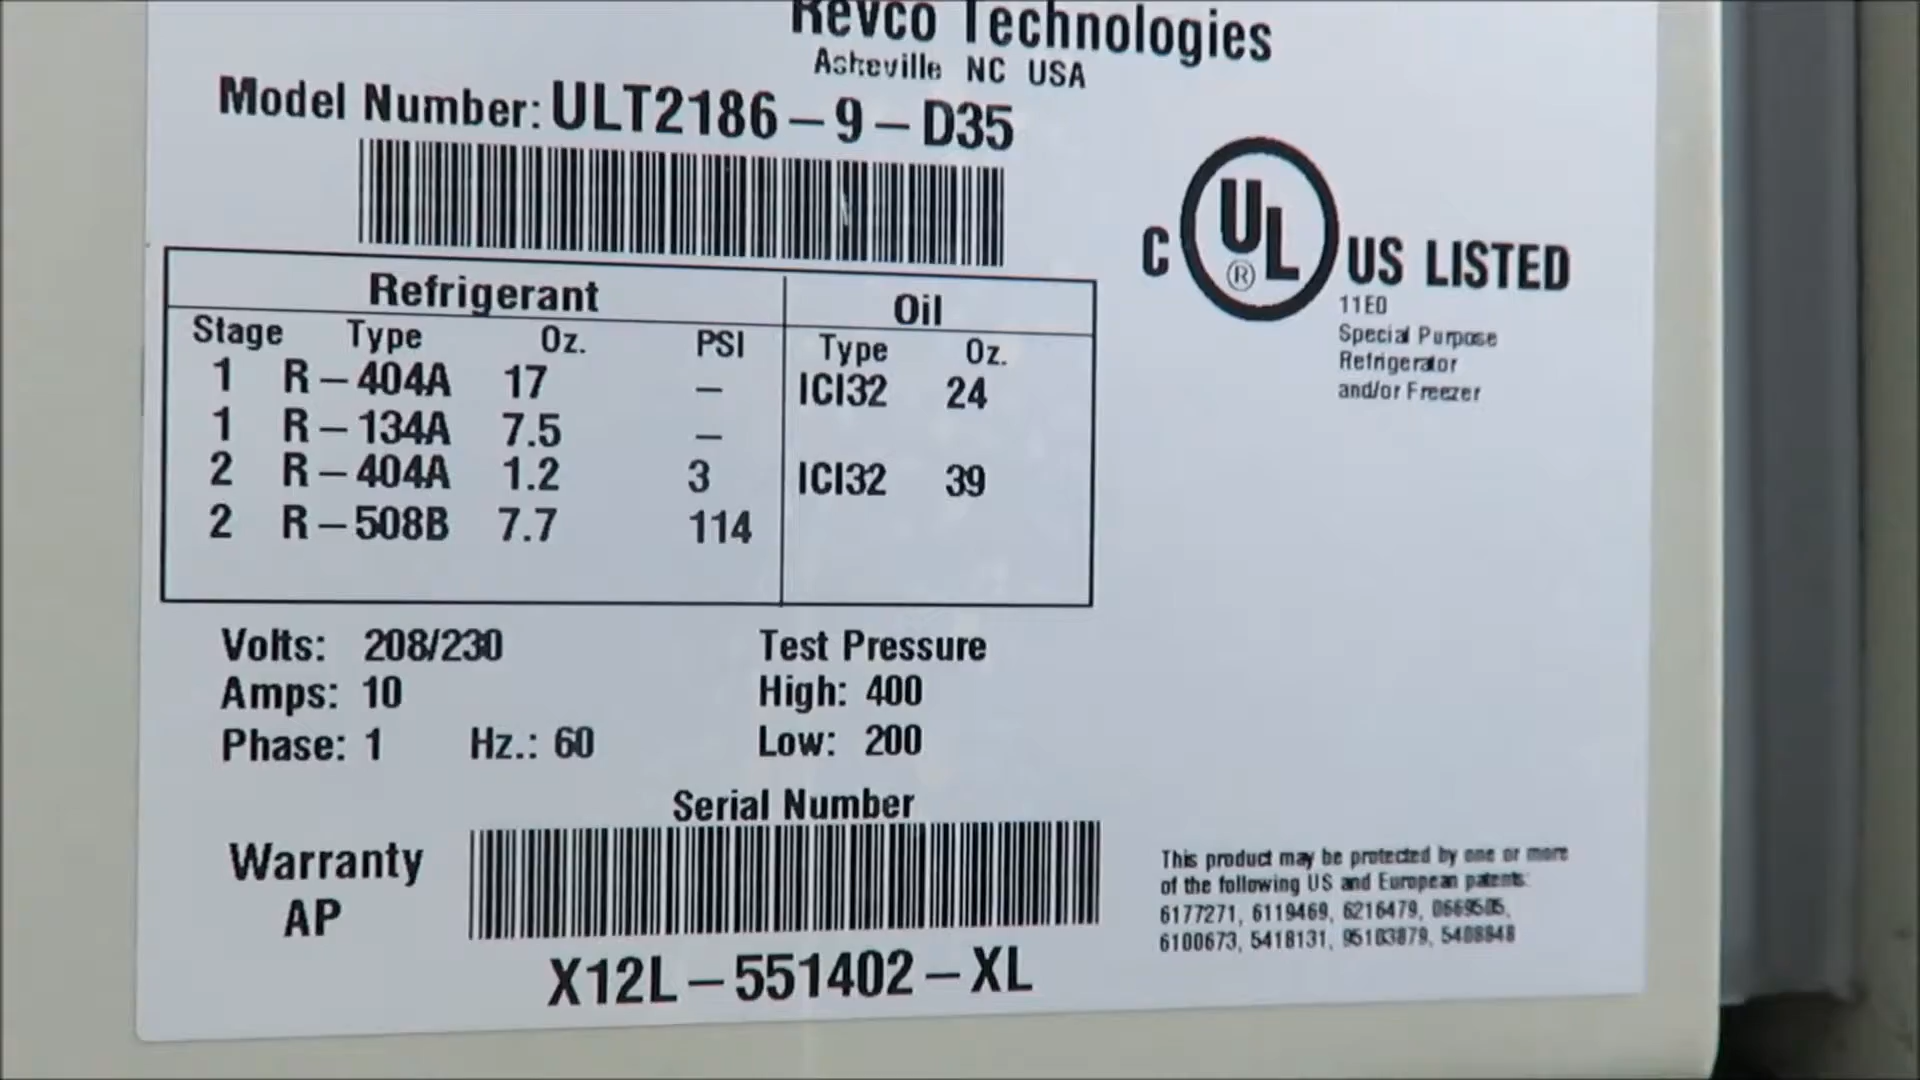 Revco Technologies
Asheville NC USA
Model Number: ULT2186-9-D35
C UL ® US LISTED
11E0
Special Purpose
Refrigerator
and/or Freezer
Refrigerant Oil
Stage Type Oz. PSI Type Oz.
1 R-404A 17 - ICI32 24
1 R-134A 7.5 -
2 R-404A 1.2 3 ICI32 39
2 R-508B 7.7 114
Volts: 208/230 Test Pressure
Amps: 10 High: 400
Phase: 1 Hz.: 60 Low: 200
Serial Number
Warranty
AP
X12L-551402-XL
This product may be protected by one or more
of the following US and European patents:
6177271, 6119469, 6216479, 0669505,
6100673, 5418131, 95103879, 5408848